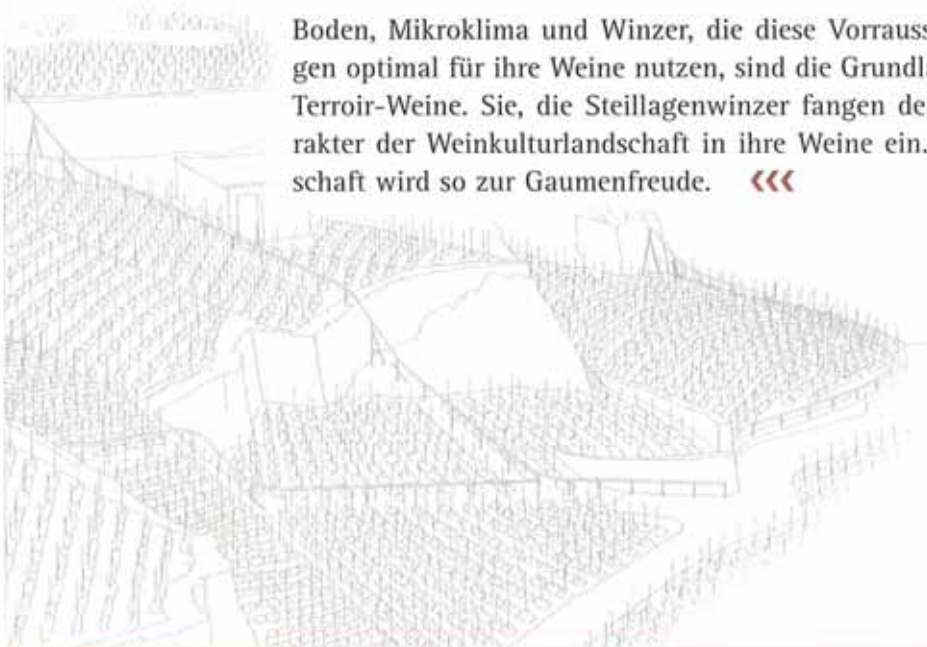 Boden, Mikroklima und Winzer, die diese Vorrauss
gen optimal für ihre Weine nutzen, sind die Grundla
Terroir-Weine. Sie, die Steillagenwinzer fangen de
rakter der Weinkulturlandschaft in ihre Weine ein.
schaft wird so zur Gaumenfreude. ‹‹‹